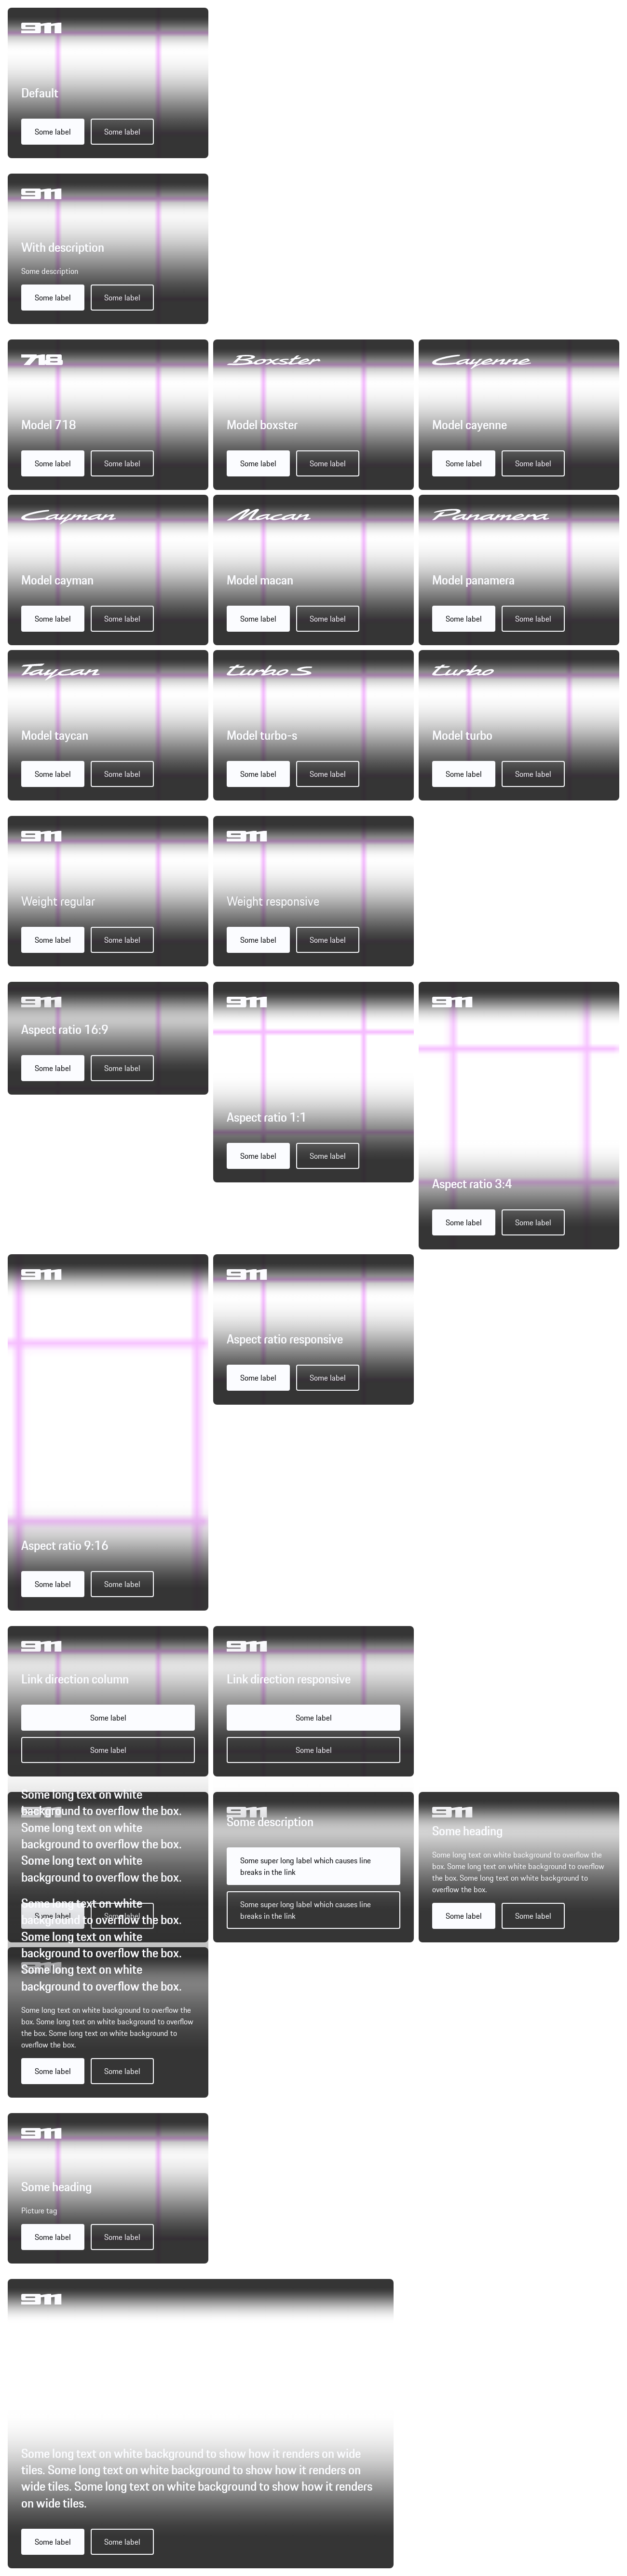 911
Default
Some label Some label
911
With description
Some description
Some label Some label
718 Boxster Cayenne
Model 718 Model boxster Model cayenne
Some label Some label Some label Some label Some label Some label
Cayman Macan Panamera
Model cayman Model macan Model panamera
Some label Some label Some label Some label Some label Some label
Taycan turbo S turbo
Model taycan Model turbo-s Model turbo
Some label Some label Some label Some label Some label Some label
911 911
Weight regular Weight responsive
Some label Some label Some label Some label
911 911 911
Aspect ratio 16:9
Some label Some label
Aspect ratio 1:1
Some label Some label
Aspect ratio 3:4
Some label Some label
911 911
Aspect ratio responsive
Some label Some label
Aspect ratio 9:16
Some label Some label
911 911
Link direction column Link direction responsive
Some label Some label
Some label Some label
Some long text on white
background to overflow the box.
Some long text on white
background to overflow the box.
Some long text on white
background to overflow the box.
Some label Some label
911
Some description
Some super long label which causes line
breaks in the link
Some super long label which causes line
breaks in the link
911
Some heading
Some long text on white background to overflow the
box. Some long text on white background to overflow
the box. Some long text on white background to
overflow the box.
Some label Some label
Some long text on white
background to overflow the box.
Some long text on white
background to overflow the box.
Some long text on white
background to overflow the box.
Some long text on white background to overflow the
box. Some long text on white background to overflow
the box. Some long text on white background to
overflow the box.
Some label Some label
911
Some heading
Picture tag
Some label Some label
911
Some long text on white background to show how it renders on wide
tiles. Some long text on white background to show how it renders on
wide tiles. Some long text on white background to show how it renders
on wide tiles.
Some label Some label